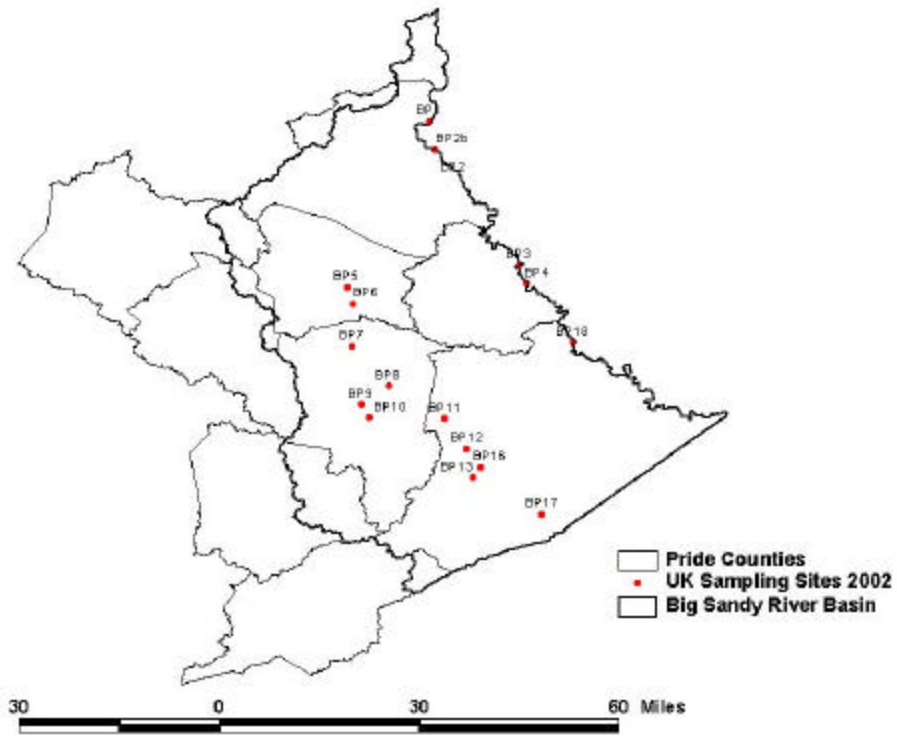 BP
BP2b
BP3
BP4
BP5
BP6
BP18
BP7
BP8
BP9
BP10
BP11
BP12
BP16
BP13
BP17
Pride Counties
UK Sampling Sites 2002
Big Sandy River Basin
30 0 30 60 Miles